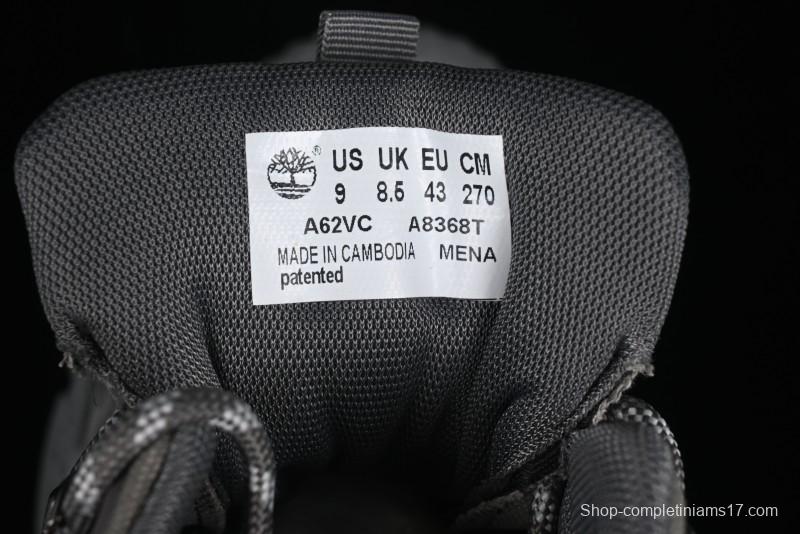 ® US UK EU CM
9 8.5 43 270
A62VC A8368T
MADE IN CAMBODIA MENA
patented
Shop-completiniams17.com